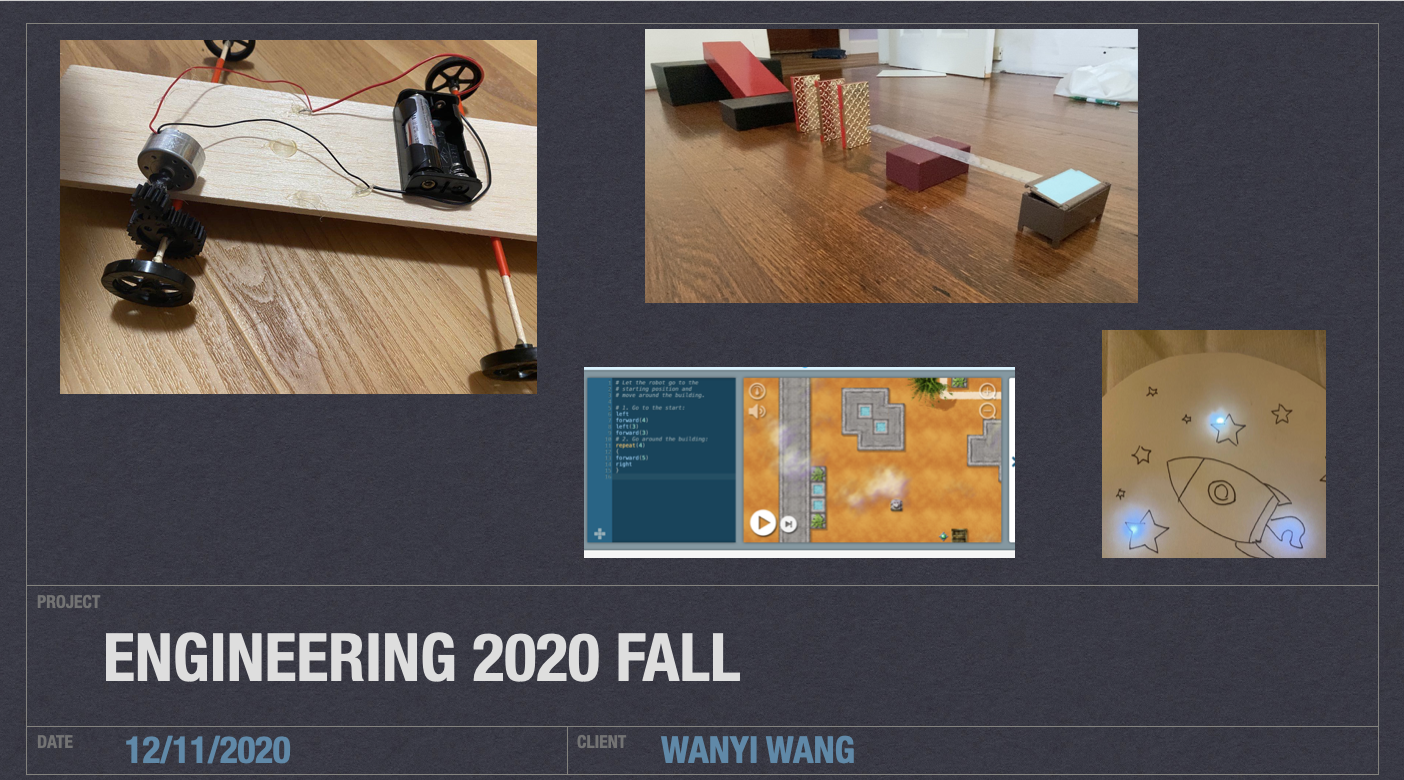 # Let the robot go to the
# starting position and
# move around the building.
# 1. Go to the start:
left
forward(4)
left(3)
forward(3)
# 2. Go around the building:
repeat(4)
{
forward(5)
right
}
PROJECT
ENGINEERING 2020 FALL
DATE
12/11/2020
CLIENT
WANYI WANG